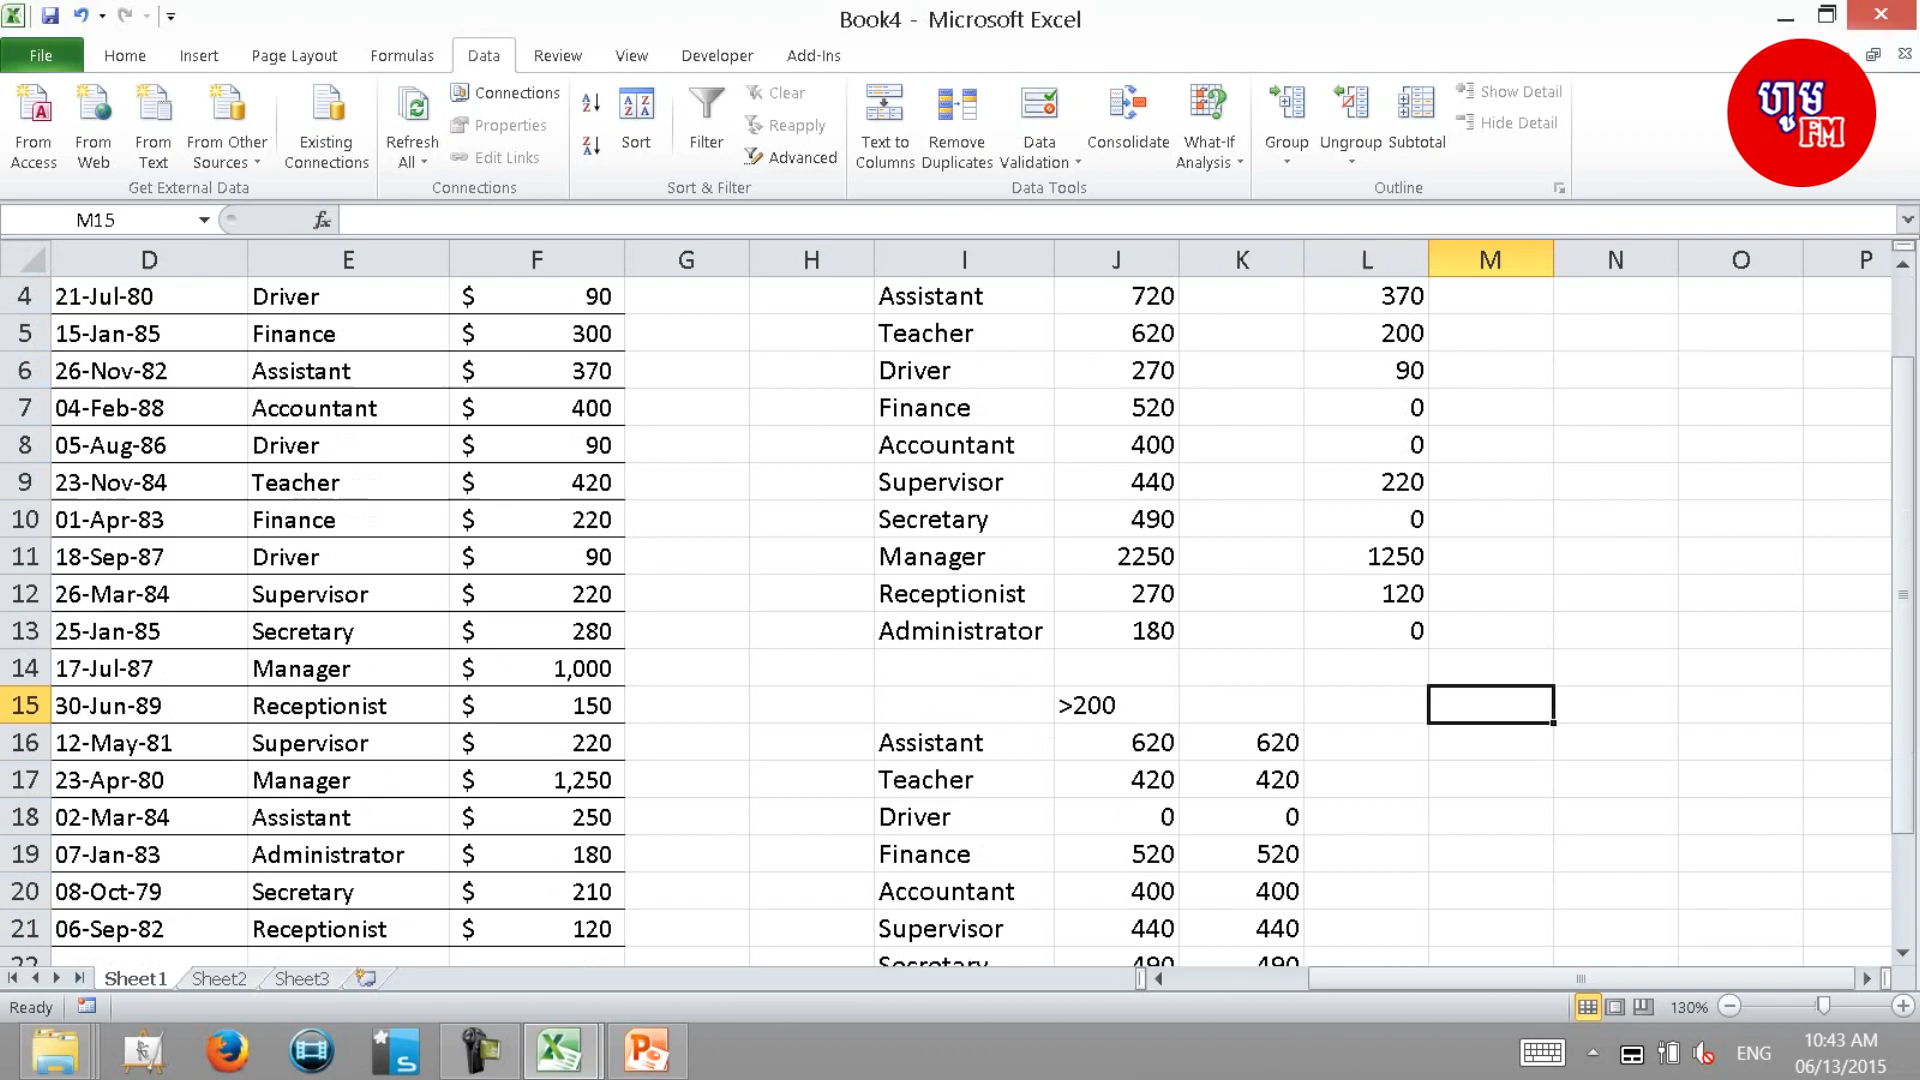 Book4 - Microsoft Excel
File Home Insert Page Layout Formulas Data Review View Developer Add-Ins
ហ្វូម FM
From Access
From Web
From Text
From Other Sources
Existing Connections
Get External Data
Refresh All
Connections
Properties
Edit Links
Connections
Sort
Filter
Clear
Reapply
Advanced
Sort & Filter
Text to Columns
Remove Duplicates
Data Validation
Consolidate
What-If Analysis
Data Tools
Group
Ungroup
Subtotal
Show Detail
Hide Detail
Outline
M15 fx
D E F G H I J K L M N O P
4 21-Jul-80 Driver $ 90 Assistant 720 370
5 15-Jan-85 Finance $ 300 Teacher 620 200
6 26-Nov-82 Assistant $ 370 Driver 270 90
7 04-Feb-88 Accountant $ 400 Finance 520 0
8 05-Aug-86 Driver $ 90 Accountant 400 0
9 23-Nov-84 Teacher $ 420 Supervisor 440 220
10 01-Apr-83 Finance $ 220 Secretary 490 0
11 18-Sep-87 Driver $ 90 Manager 2250 1250
12 26-Mar-84 Supervisor $ 220 Receptionist 270 120
13 25-Jan-85 Secretary $ 280 Administrator 180 0
14 17-Jul-87 Manager $ 1,000
15 30-Jun-89 Receptionist $ 150 >200
16 12-May-81 Supervisor $ 220 Assistant 620 620
17 23-Apr-80 Manager $ 1,250 Teacher 420 420
18 02-Mar-84 Assistant $ 250 Driver 0 0
19 07-Jan-83 Administrator $ 180 Finance 520 520
20 08-Oct-79 Secretary $ 210 Accountant 400 400
21 06-Sep-82 Receptionist $ 120 Supervisor 440 440
22 Secretary 490 490
Sheet1 Sheet2 Sheet3
Ready 130%
ENG
10:43 AM
06/13/2015